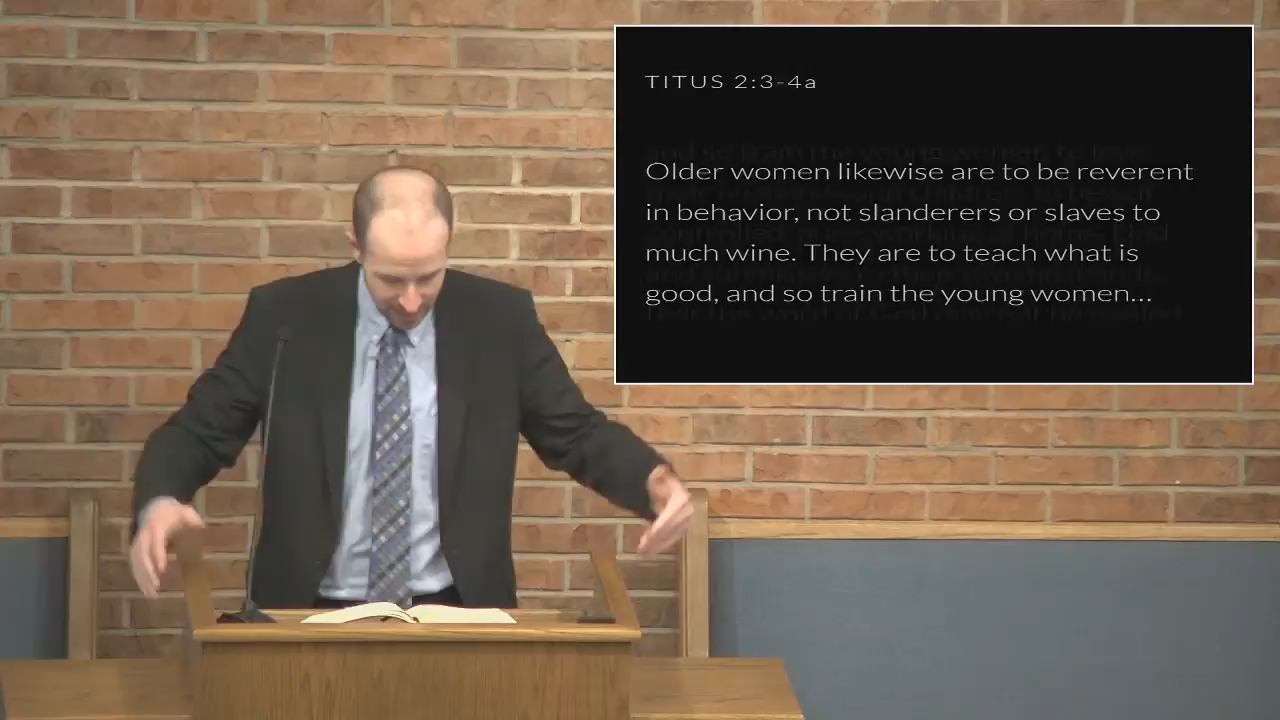 TITUS 2:3-4a
Older women likewise are to be reverent
in behavior, not slanderers or slaves to
much wine. They are to teach what is
good, and so train the young women...